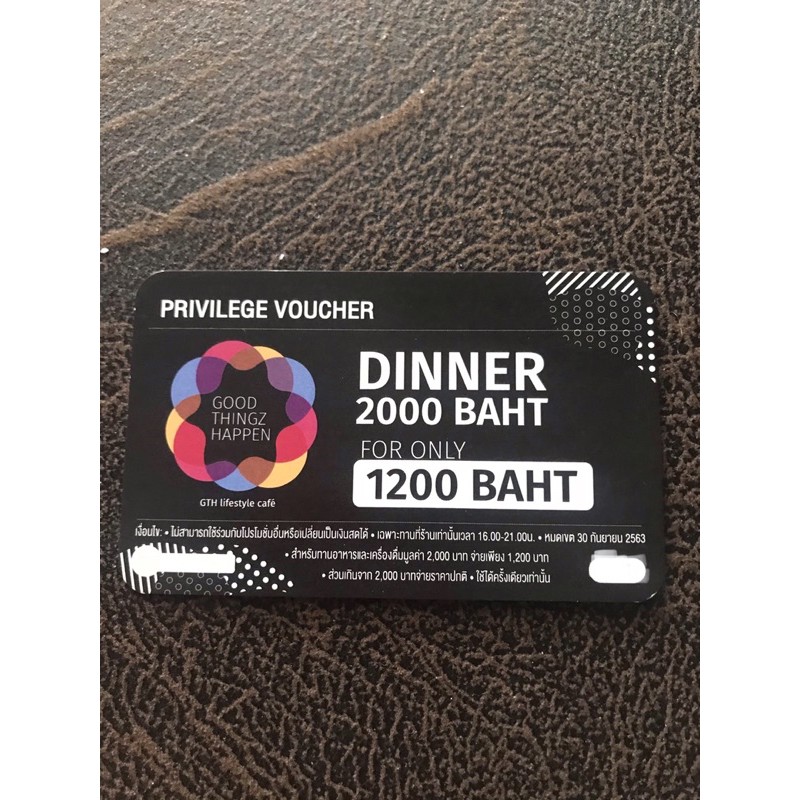 PRIVILEGE VOUCHER
GOOD
THINGZ
HAPPEN
GTH lifestyle café
DINNER
2000 BAHT
FOR ONLY
1200 BAHT
เงื่อนไข: • ไม่สามารถใช้ร่วมกับโปรโมชั่นอื่นหรือเปลี่ยนเป็นเงินสดได้ • เฉพาะทานที่ร้านเท่านั้นเวลา 16.00-21.00น. • หมดเขต 30 กันยายน 2563
• สำหรับทานอาหารและเครื่องดื่มมูลค่า 2,000 บาท จ่ายเพียง 1,200 บาท
• ส่วนเกินจาก 2,000 บาทจ่ายราคาปกติ • ใช้ได้ครั้งเดียวเท่านั้น